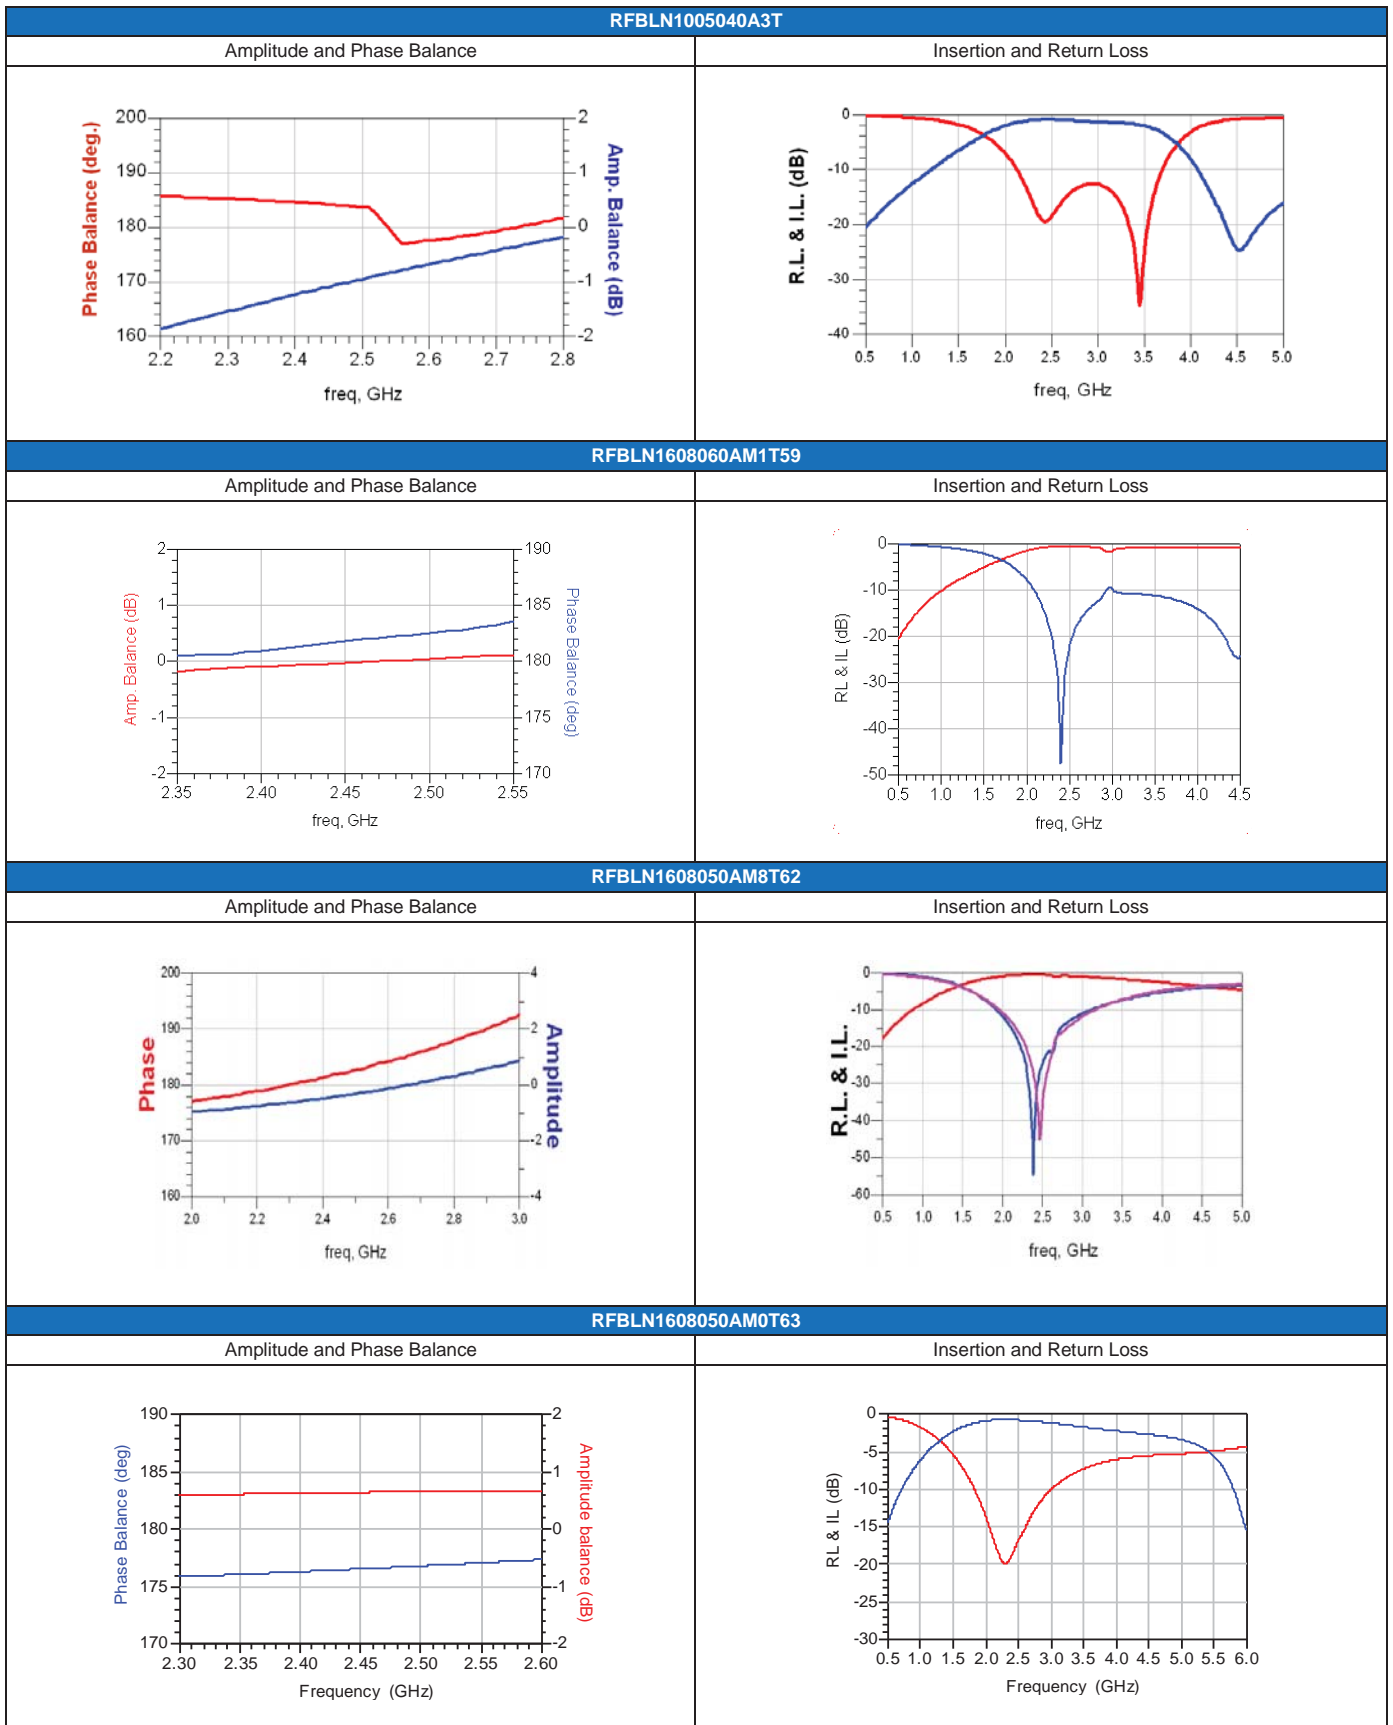 RFBLN1005040A3T
Amplitude and Phase Balance
Insertion and Return Loss
Phase Balance (deg.)
200
190
180
170
160
2
1
0
-1
-2
Amp. Balance (dB)
2.2 2.3 2.4 2.5 2.6 2.7 2.8
freq, GHz
R.L. & I.L. (dB)
0
-10
-20
-30
-40
0.5 1.0 1.5 2.0 2.5 3.0 3.5 4.0 4.5 5.0
freq, GHz
RFBLN1608060AM1T59
Amplitude and Phase Balance
Insertion and Return Loss
Amp. Balance (dB)
2
1
0
-1
-2
190
185
180
175
170
Phase Balance (deg)
2.35 2.40 2.45 2.50 2.55
freq, GHz
RL & IL (dB)
0
-10
-20
-30
-40
-50
0.5 1.0 1.5 2.0 2.5 3.0 3.5 4.0 4.5
freq, GHz
RFBLN1608050AM8T62
Amplitude and Phase Balance
Insertion and Return Loss
Phase
200
190
180
170
160
4
2
0
-2
-4
Amplitude
2.0 2.2 2.4 2.6 2.8 3.0
freq, GHz
R.L. & I.L.
0
-10
-20
-30
-40
-50
-60
0.5 1.0 1.5 2.0 2.5 3.0 3.5 4.0 4.5 5.0
freq, GHz
RFBLN1608050AM0T63
Amplitude and Phase Balance
Insertion and Return Loss
Phase Balance (deg)
190
185
180
175
170
2
1
0
-1
-2
Amplitude balance (dB)
2.30 2.35 2.40 2.45 2.50 2.55 2.60
Frequency (GHz)
RL & IL (dB)
0
-5
-10
-15
-20
-25
-30
0.5 1.0 1.5 2.0 2.5 3.0 3.5 4.0 4.5 5.0 5.5 6.0
Frequency (GHz)